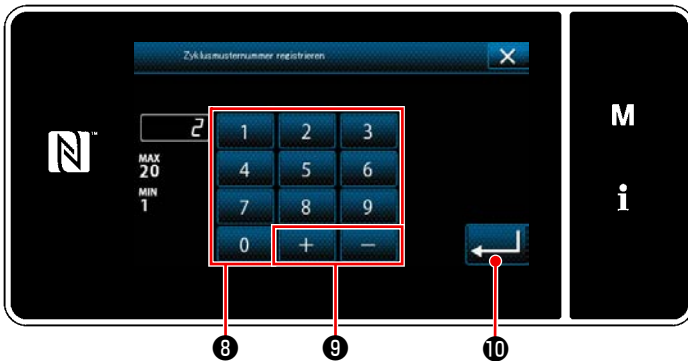 Zyklusmusternummer registrieren
2
1 2 3
MAX
20
4 5 6
MIN
1
7 8 9
0 + −
M
i
N™
❽ ❾ ❿